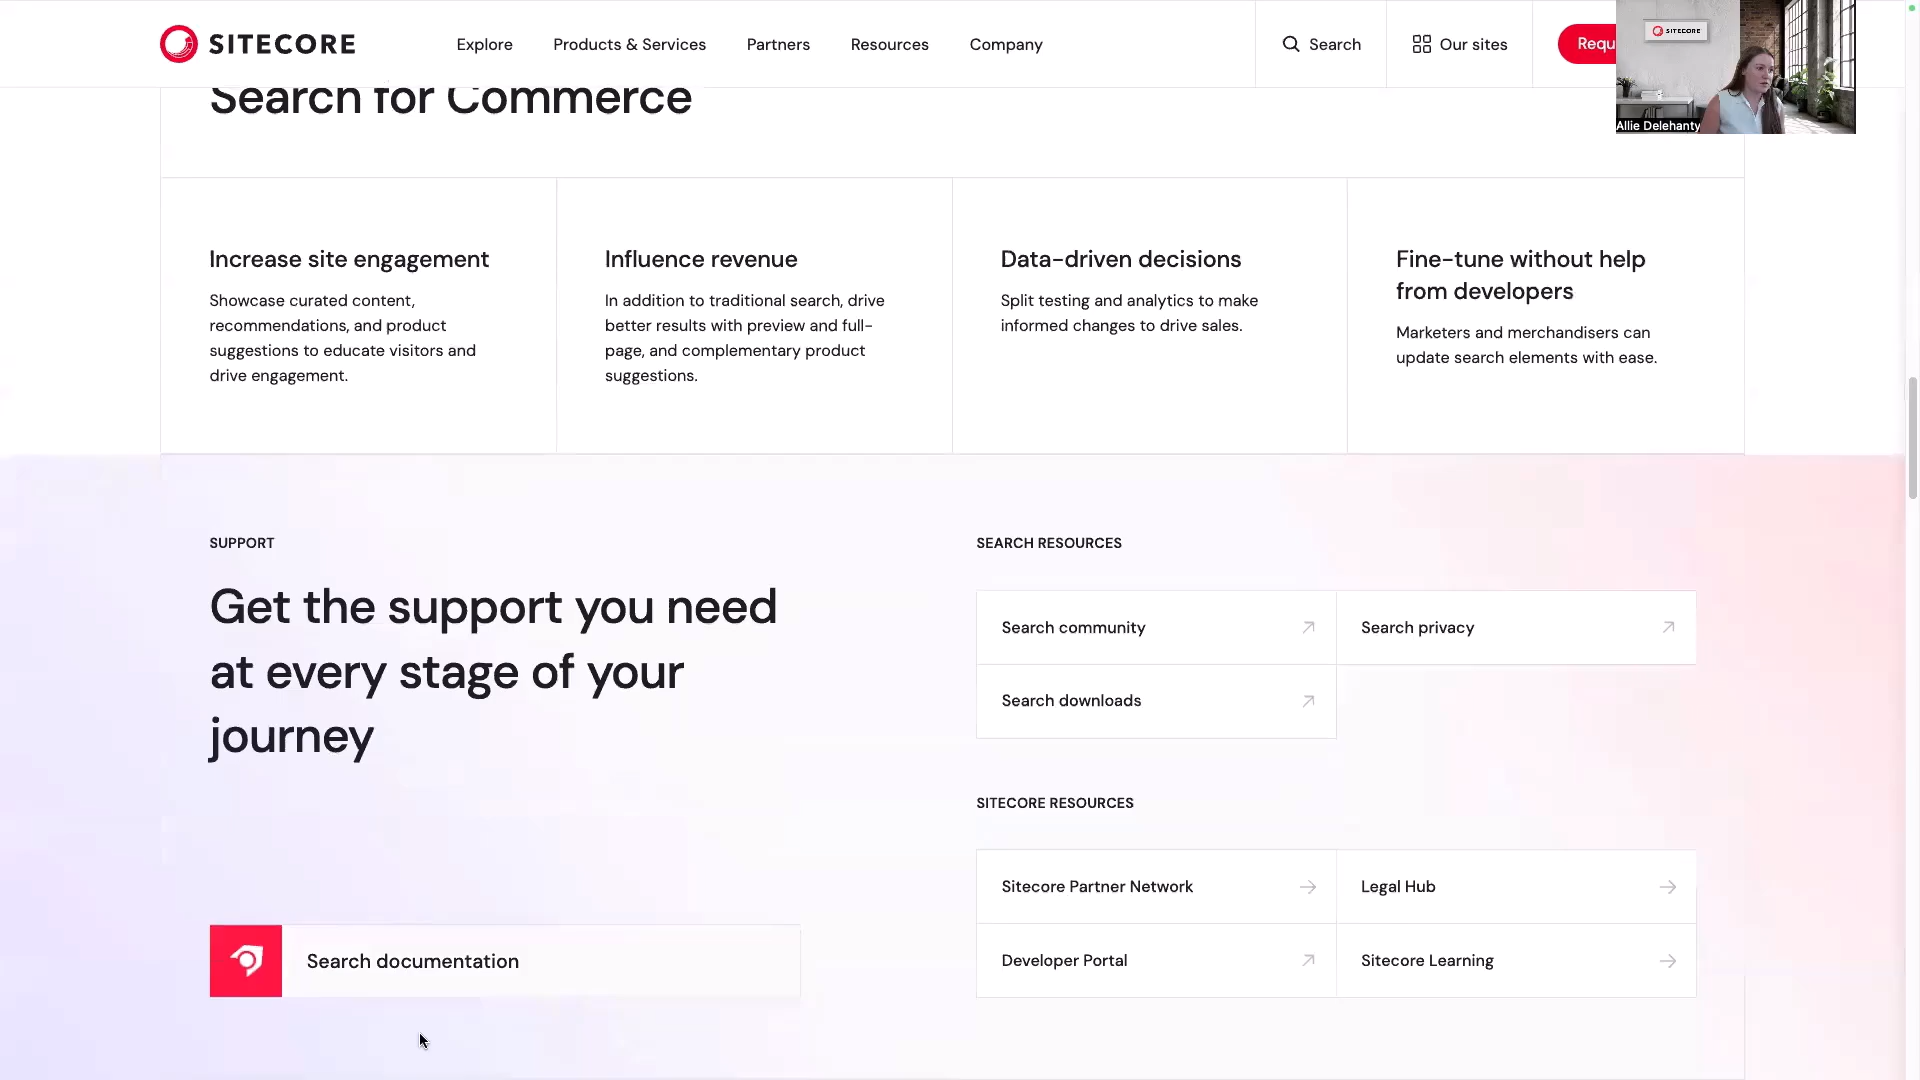 SITECORE
Explore
Products & Services
Partners
Resources
Company
Search
Our sites
Requ
SITECORE
Allie Delehanty
Search for Commerce
Increase site engagement
Showcase curated content,
recommendations, and product
suggestions to educate visitors and
drive engagement.
Influence revenue
In addition to traditional search, drive
better results with preview and full-
page, and complementary product
suggestions.
Data-driven decisions
Split testing and analytics to make
informed changes to drive sales.
Fine-tune without help
from developers
Marketers and merchandisers can
update search elements with ease.
SUPPORT
Get the support you need
at every stage of your
journey
Search documentation
SEARCH RESOURCES
Search community
Search privacy
Search downloads
SITECORE RESOURCES
Sitecore Partner Network
Legal Hub
Developer Portal
Sitecore Learning